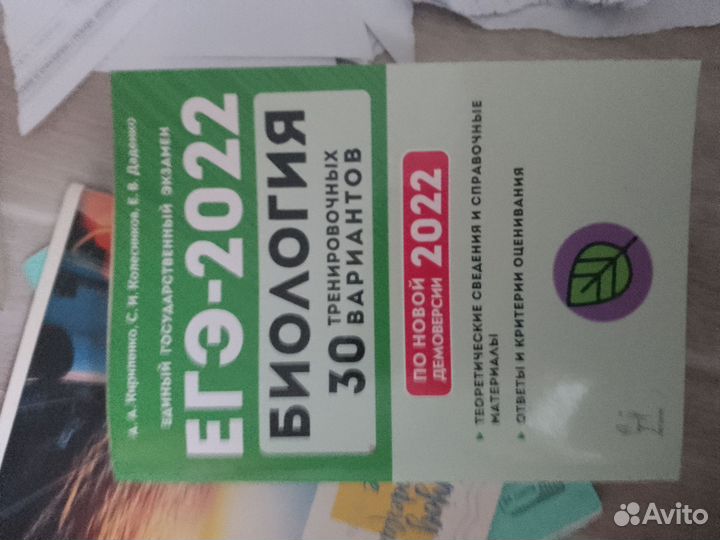 А. А. Кириленко, С. И. Колесников, Е. В. Даденко
ЕДИНЫЙ ГОСУДАРСТВЕННЫЙ ЭКЗАМЕН
ЕГЭ-2022
БИОЛОГИЯ
30 ТРЕНИРОВОЧНЫХ
ВАРИАНТОВ
ПО НОВОЙ
ДЕМОВЕРСИИ 2022
ТЕОРЕТИЧЕСКИЕ СВЕДЕНИЯ И СПРАВОЧНЫЕ
МАТЕРИАЛЫ
ОТВЕТЫ И КРИТЕРИИ ОЦЕНИВАНИЯ
Avito